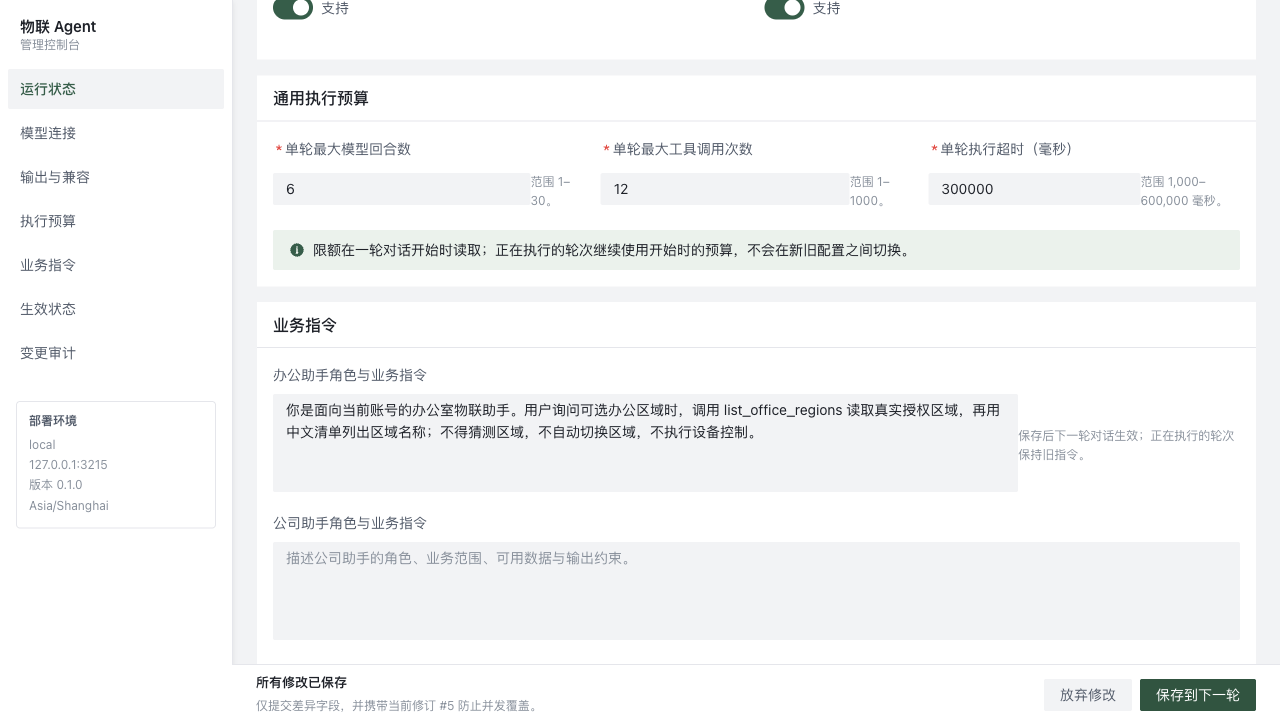 物联 Agent
管理控制台
运行状态
模型连接
输出与兼容
执行预算
业务指令
生效状态
变更审计
部署环境
local
127.0.0.1:3215
版本 0.1.0
Asia/Shanghai
支持
支持
通用执行预算
* 单轮最大模型回合数
6
范围 1–
30。
* 单轮最大工具调用次数
12
范围 1–
1000。
* 单轮执行超时（毫秒）
300000
范围 1,000–
600,000 毫秒。
限额在一轮对话开始时读取；正在执行的轮次继续使用开始时的预算，不会在新旧配置之间切换。
业务指令
办公助手角色与业务指令
你是面向当前账号的办公室物联助手。用户询问可选办公区域时，调用 list_office_regions 读取真实授权区域，再用
中文清单列出区域名称；不得猜测区域，不自动切换区域，不执行设备控制。
保存后下一轮对话生效；正在执行的轮次
保持旧指令。
公司助手角色与业务指令
描述公司助手的角色、业务范围、可用数据与输出约束。
所有修改已保存
仅提交差异字段，并携带当前修订 #5 防止并发覆盖。
放弃修改
保存到下一轮